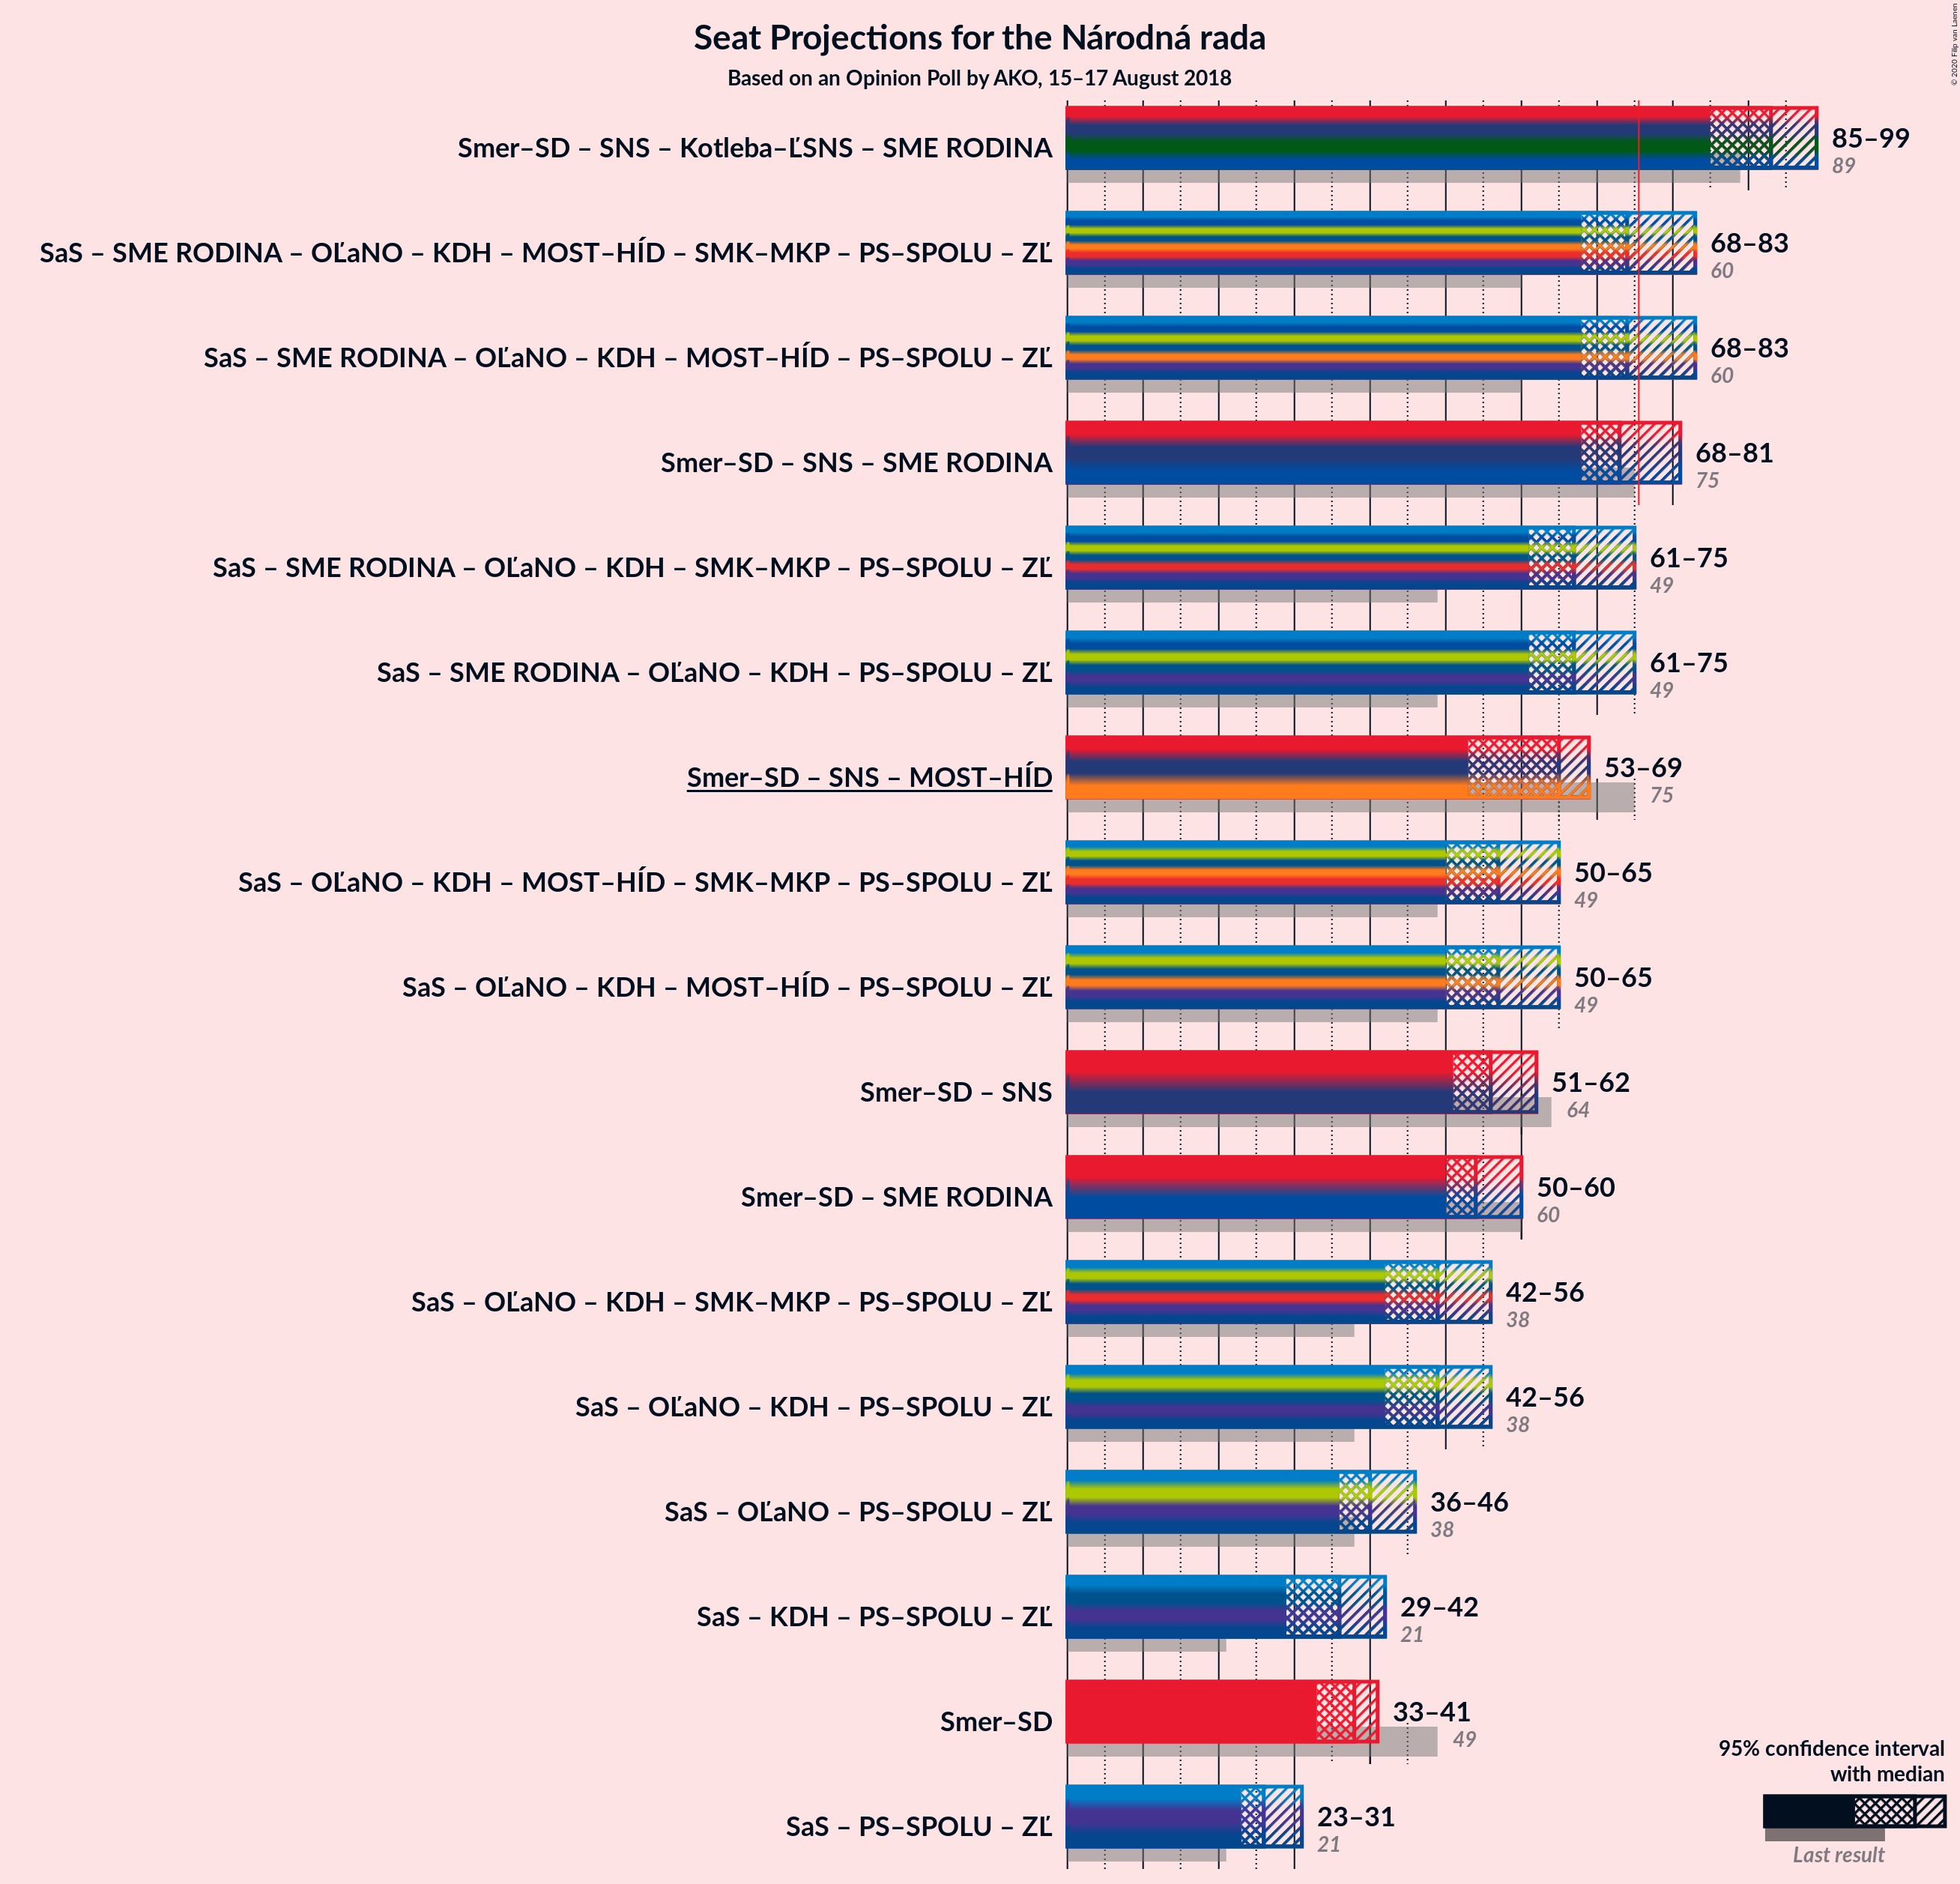 Seat Projections for the Národná rada
Based on an Opinion Poll by AKO, 15–17 August 2018
© 2020 Filip van Laenen
Smer–SD – SNS – Kotleba–ĽSNS – SME RODINA
85–99
89
SaS – SME RODINA – OĽaNO – KDH – MOST–HÍD – SMK–MKP – PS–SPOLU – ZĽ
68–83
60
SaS – SME RODINA – OĽaNO – KDH – MOST–HÍD – PS–SPOLU – ZĽ
68–83
60
Smer–SD – SNS – SME RODINA
68–81
75
SaS – SME RODINA – OĽaNO – KDH – SMK–MKP – PS–SPOLU – ZĽ
61–75
49
SaS – SME RODINA – OĽaNO – KDH – PS–SPOLU – ZĽ
61–75
49
Smer–SD – SNS – MOST–HÍD
53–69
75
SaS – OĽaNO – KDH – MOST–HÍD – SMK–MKP – PS–SPOLU – ZĽ
50–65
49
SaS – OĽaNO – KDH – MOST–HÍD – PS–SPOLU – ZĽ
50–65
49
Smer–SD – SNS
51–62
64
Smer–SD – SME RODINA
50–60
60
SaS – OĽaNO – KDH – SMK–MKP – PS–SPOLU – ZĽ
42–56
38
SaS – OĽaNO – KDH – PS–SPOLU – ZĽ
42–56
38
SaS – OĽaNO – PS–SPOLU – ZĽ
36–46
38
SaS – KDH – PS–SPOLU – ZĽ
29–42
21
Smer–SD
33–41
49
SaS – PS–SPOLU – ZĽ
23–31
21
95% confidence interval
with median
Last result